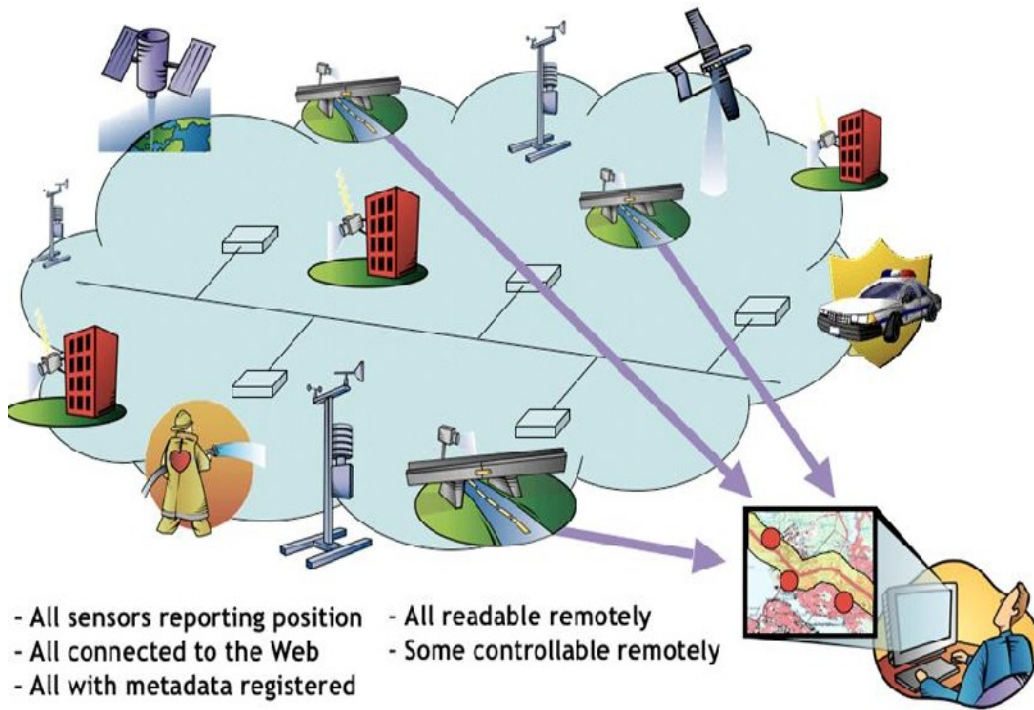 - All sensors reporting position
- All connected to the Web
- All with metadata registered
- All readable remotely
- Some controllable remotely